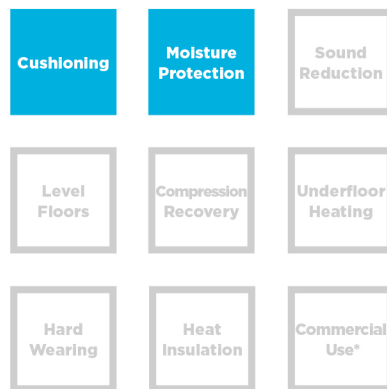 Cushioning
Moisture
Protection
Sound
Reduction
Level
Floors
Compression
Recovery
Underfloor
Heating
Hard
Wearing
Heat
Insulation
Commercial
Use*